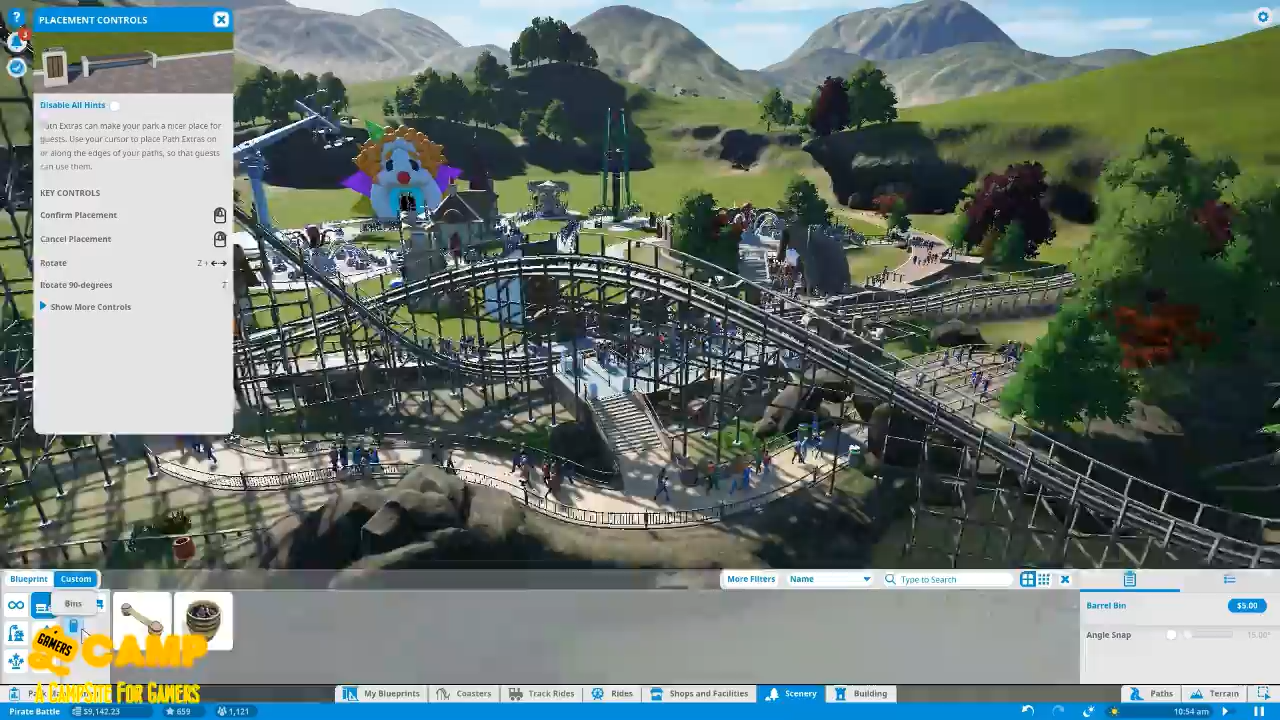 PLACEMENT CONTROLS
3
Disable All Hints
Path Extras can make your park a nicer place for
guests. Use your cursor to place Path Extras on
or along the edges of your paths, so that guests
can use them.
KEY CONTROLS
Confirm Placement
Cancel Placement
Rotate Z +
Rotate 90-degrees Z
Show More Controls
Blueprint Custom
More Filters Name Type to Search
Bins
Barrel Bin $5.00
Angle Snap 15.00°
GAMERS
CAMP
A CAMPSITE FOR GAMERS
My Blueprints Coasters Track Rides Rides Shops and Facilities Scenery Building Paths Terrain
Pirate Battle $9,142.23 659 1,121 10:54 am